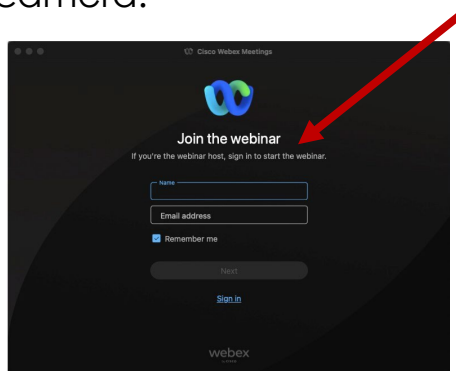 camera.
Cisco Webex Meetings
Join the webinar
If you're the webinar host, sign in to start the webinar.
Name
Email address
Remember me
Next
Sign in
webex